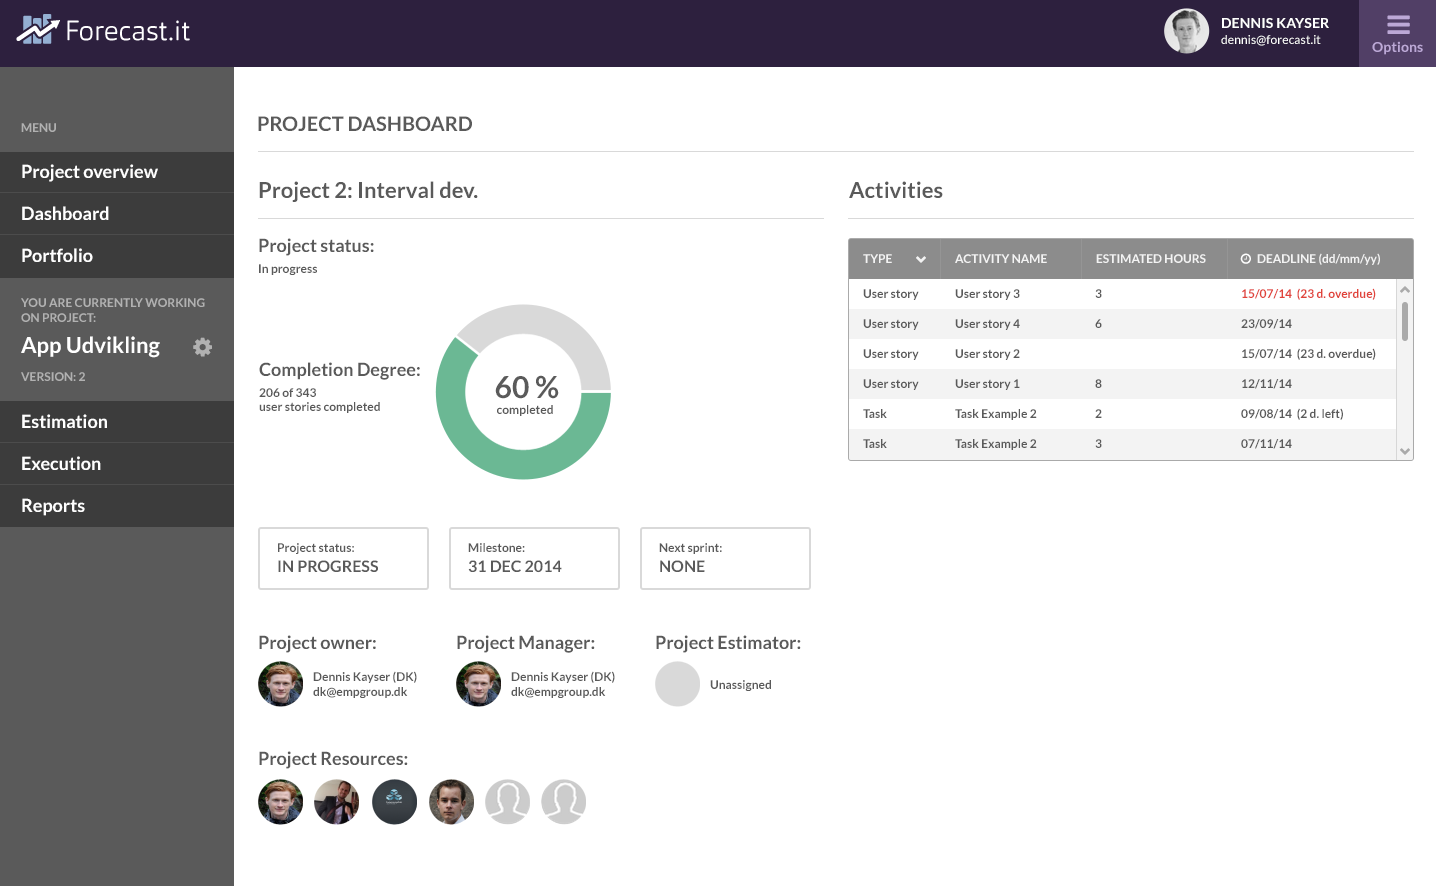 Forecast.it
DENNIS KAYSER
dennis@forecast.it
Options
MENU
Project overview
Dashboard
Portfolio
YOU ARE CURRENTLY WORKING
ON PROJECT:
App Udvikling
VERSION: 2
Estimation
Execution
Reports
PROJECT DASHBOARD
Project 2: Interval dev.
Project status:
In progress
Completion Degree:
206 of 343
user stories completed
60 %
completed
Project status:
IN PROGRESS
Milestone:
31 DEC 2014
Next sprint:
NONE
Project owner:
Dennis Kayser (DK)
dk@empgroup.dk
Project Manager:
Dennis Kayser (DK)
dk@empgroup.dk
Project Estimator:
Unassigned
Project Resources:
Activities
TYPE ACTIVITY NAME ESTIMATED HOURS DEADLINE (dd/mm/yy)
User story User story 3 3 15/07/14 (23 d. overdue)
User story User story 4 6 23/09/14
User story User story 2 15/07/14 (23 d. overdue)
User story User story 1 8 12/11/14
Task Task Example 2 2 09/08/14 (2 d. left)
Task Task Example 2 3 07/11/14